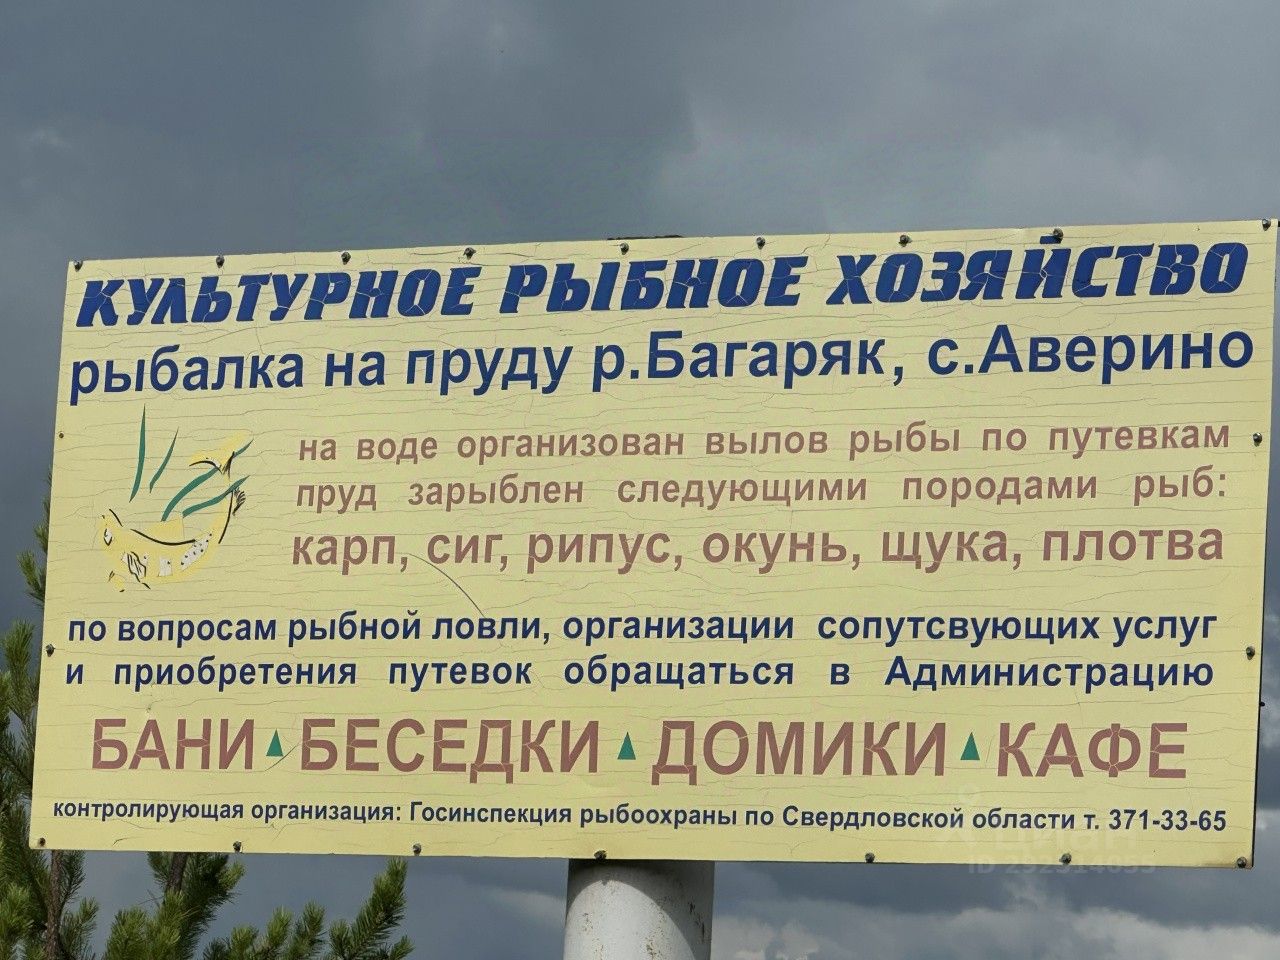 КУЛЬТУРНОЕ РЫБНОЕ ХОЗЯЙСТВО
рыбалка на пруду р.Багаряк, с.Аверино
на воде организован вылов рыбы по путевкам
пруд зарыблен следующими породами рыб:
карп, сиг, рипус, окунь, щука, плотва
по вопросам рыбной ловли, организации сопутсвующих услуг
и приобретения путевок обращаться в Администрацию
БАНИ▲БЕСЕДКИ▲ДОМИКИ▲КАФЕ
контролирующая организация: Госинспекция рыбоохраны по Свердловской области т. 371-33-65
циан